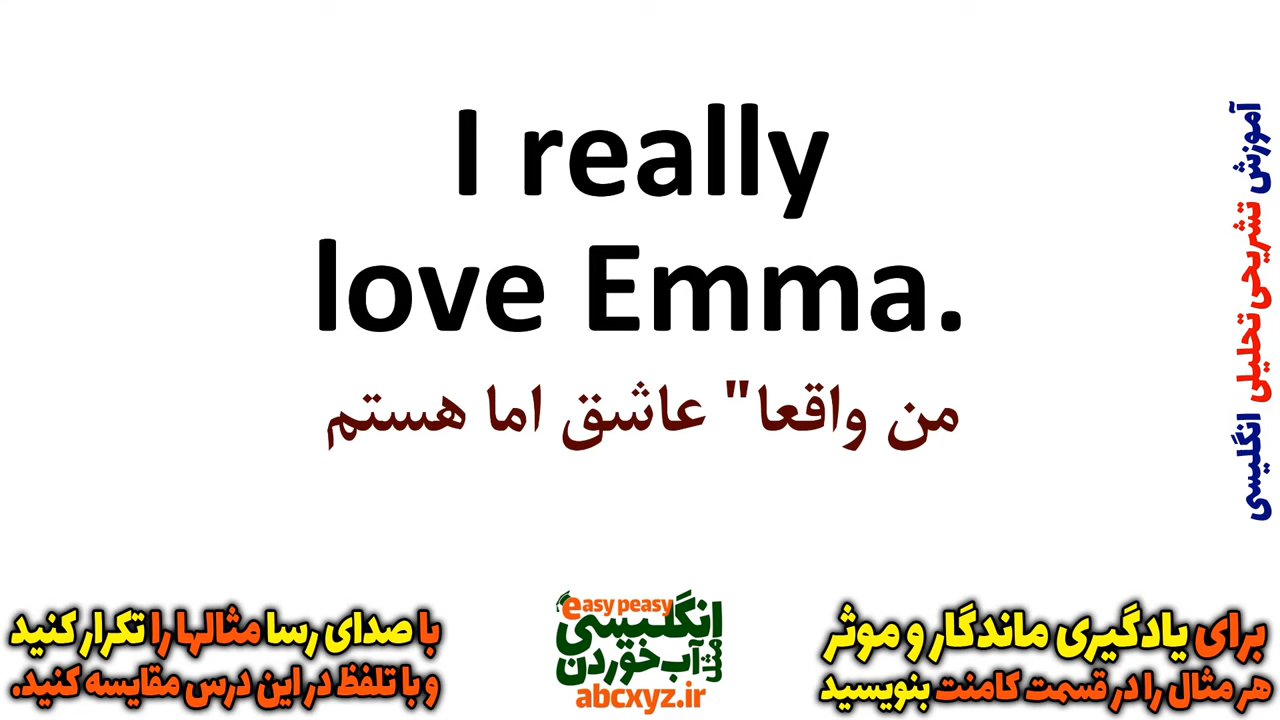 I really
love Emma.
من واقعا" عاشق اما هستم
آموزش تشریحی تحلیلی انگلیسی
با صدای رسا مثالها را تکرار کنید
و با تلفظ در این درس مقایسه کنید.
easy peasy
انگلیسی
مثل آب خوردن
abcxyz.ir
برای یادگیری ماندگار و موثر
هر مثال را در قسمت کامنت بنویسید